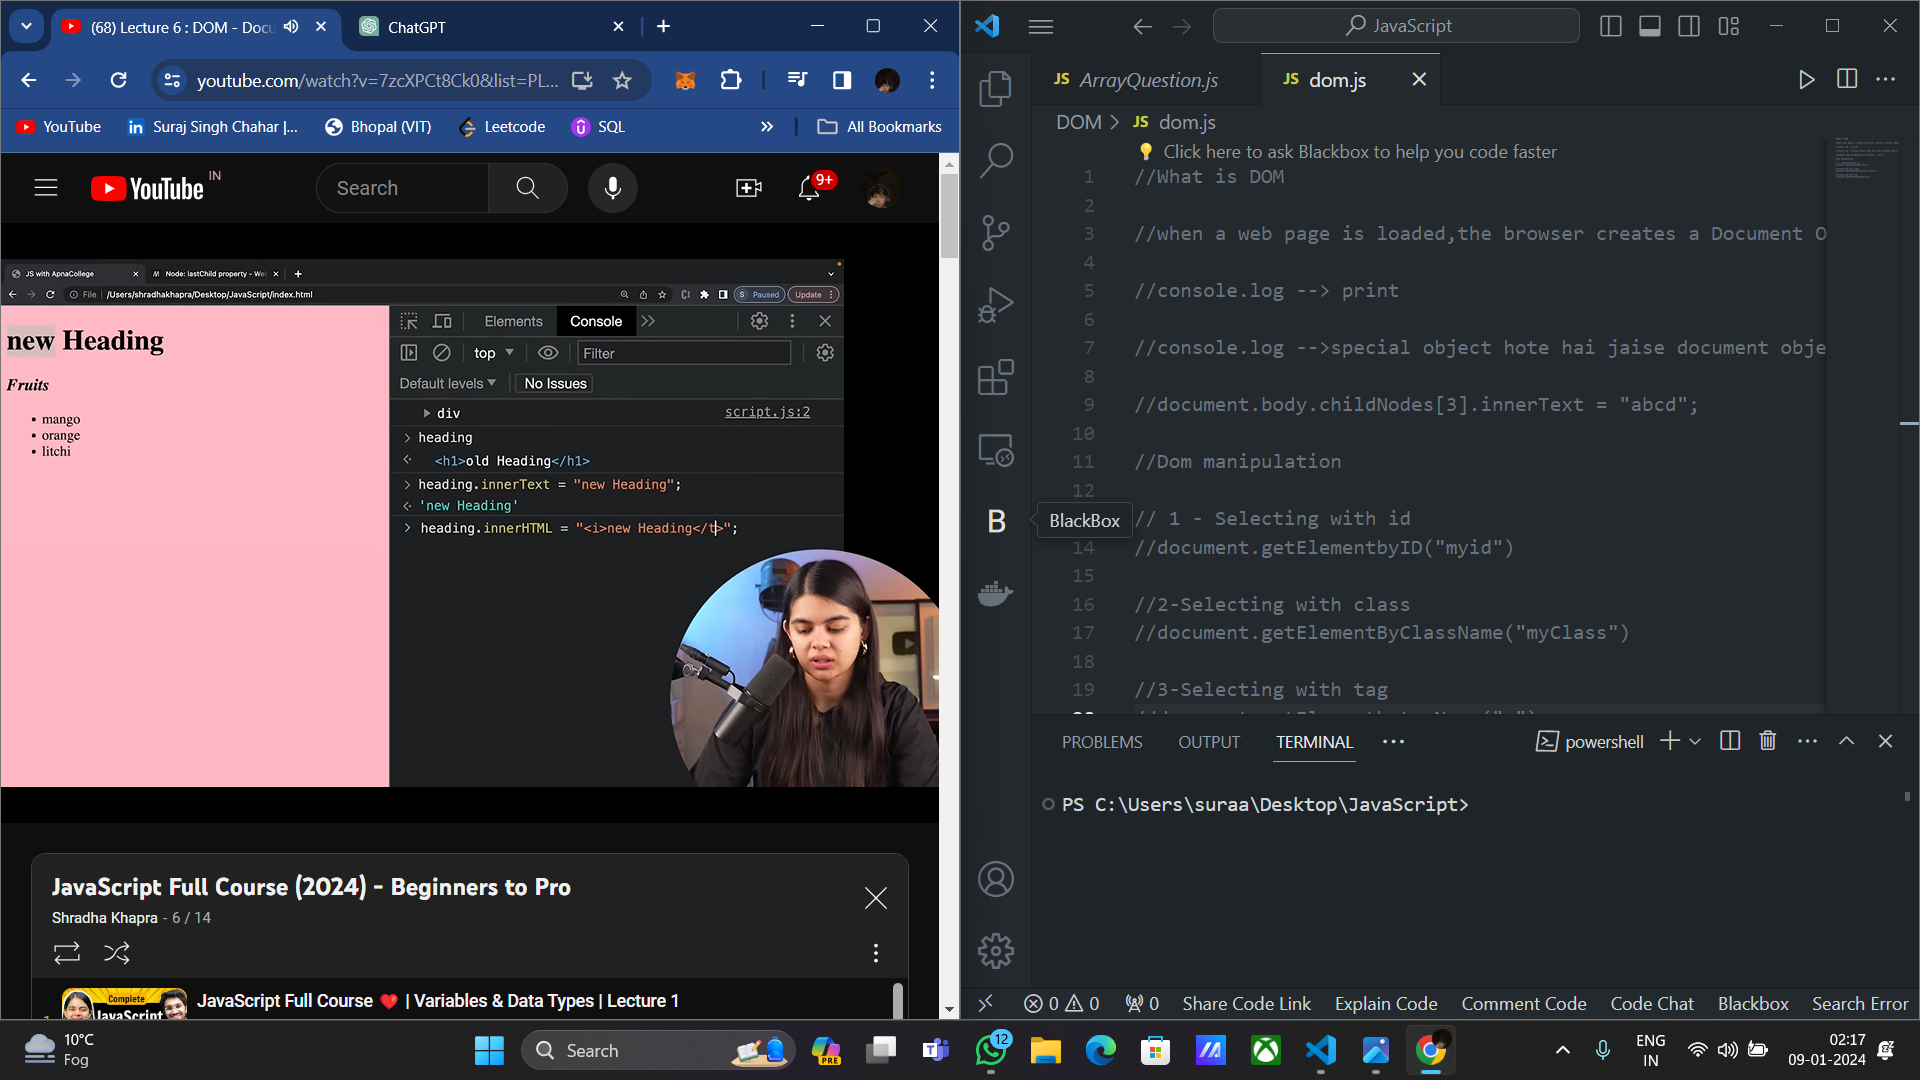 (68) Lecture 6 : DOM - Docu
ChatGPT
youtube.com/watch?v=7zcXPCt8Ck0&list=PL...
YouTube
Suraj Singh Chahar |...
Bhopal (VIT)
Leetcode
SQL
All Bookmarks
YouTube IN
Search
9+
JS with ApnaCollege
Node: lastChild property - We
File
/Users/shradhakhapra/Desktop/JavaScript/index.html
S Paused
Update
new Heading
Fruits
• mango
• orange
• litchi
Elements
Console
top
Filter
Default levels
No Issues
div
script.js:2
heading
<h1>old Heading</h1>
heading.innerText = "new Heading";
'new Heading'
heading.innerHTML = "<i>new Heading</t>";
JavaScript Full Course (2024) - Beginners to Pro
Shradha Khapra - 6 / 14
Complete
JavaScript
JavaScript Full Course ❤️ | Variables & Data Types | Lecture 1
JavaScript
JS ArrayQuestion.js
JS dom.js
DOM > JS dom.js
Click here to ask Blackbox to help you code faster
1 //What is DOM
2
3 //when a web page is loaded,the browser creates a Document O
4
5 //console.log --> print
6
7 //console.log -->special object hote hai jaise document obje
8
9 //document.body.childNodes[3].innerText = "abcd";
10
11 //Dom manipulation
12
// 1 - Selecting with id
14 //document.getElementbyID("myid")
15
16 //2-Selecting with class
17 //document.getElementByClassName("myClass")
18
19 //3-Selecting with tag
B
BlackBox
PROBLEMS
OUTPUT
TERMINAL
powershell
PS C:\Users\suraa\Desktop\JavaScript>
0
0
0
Share Code Link
Explain Code
Comment Code
Code Chat
Blackbox
Search Error
10°C
Fog
Search
PRE
12
ENG
IN
02:17
09-01-2024